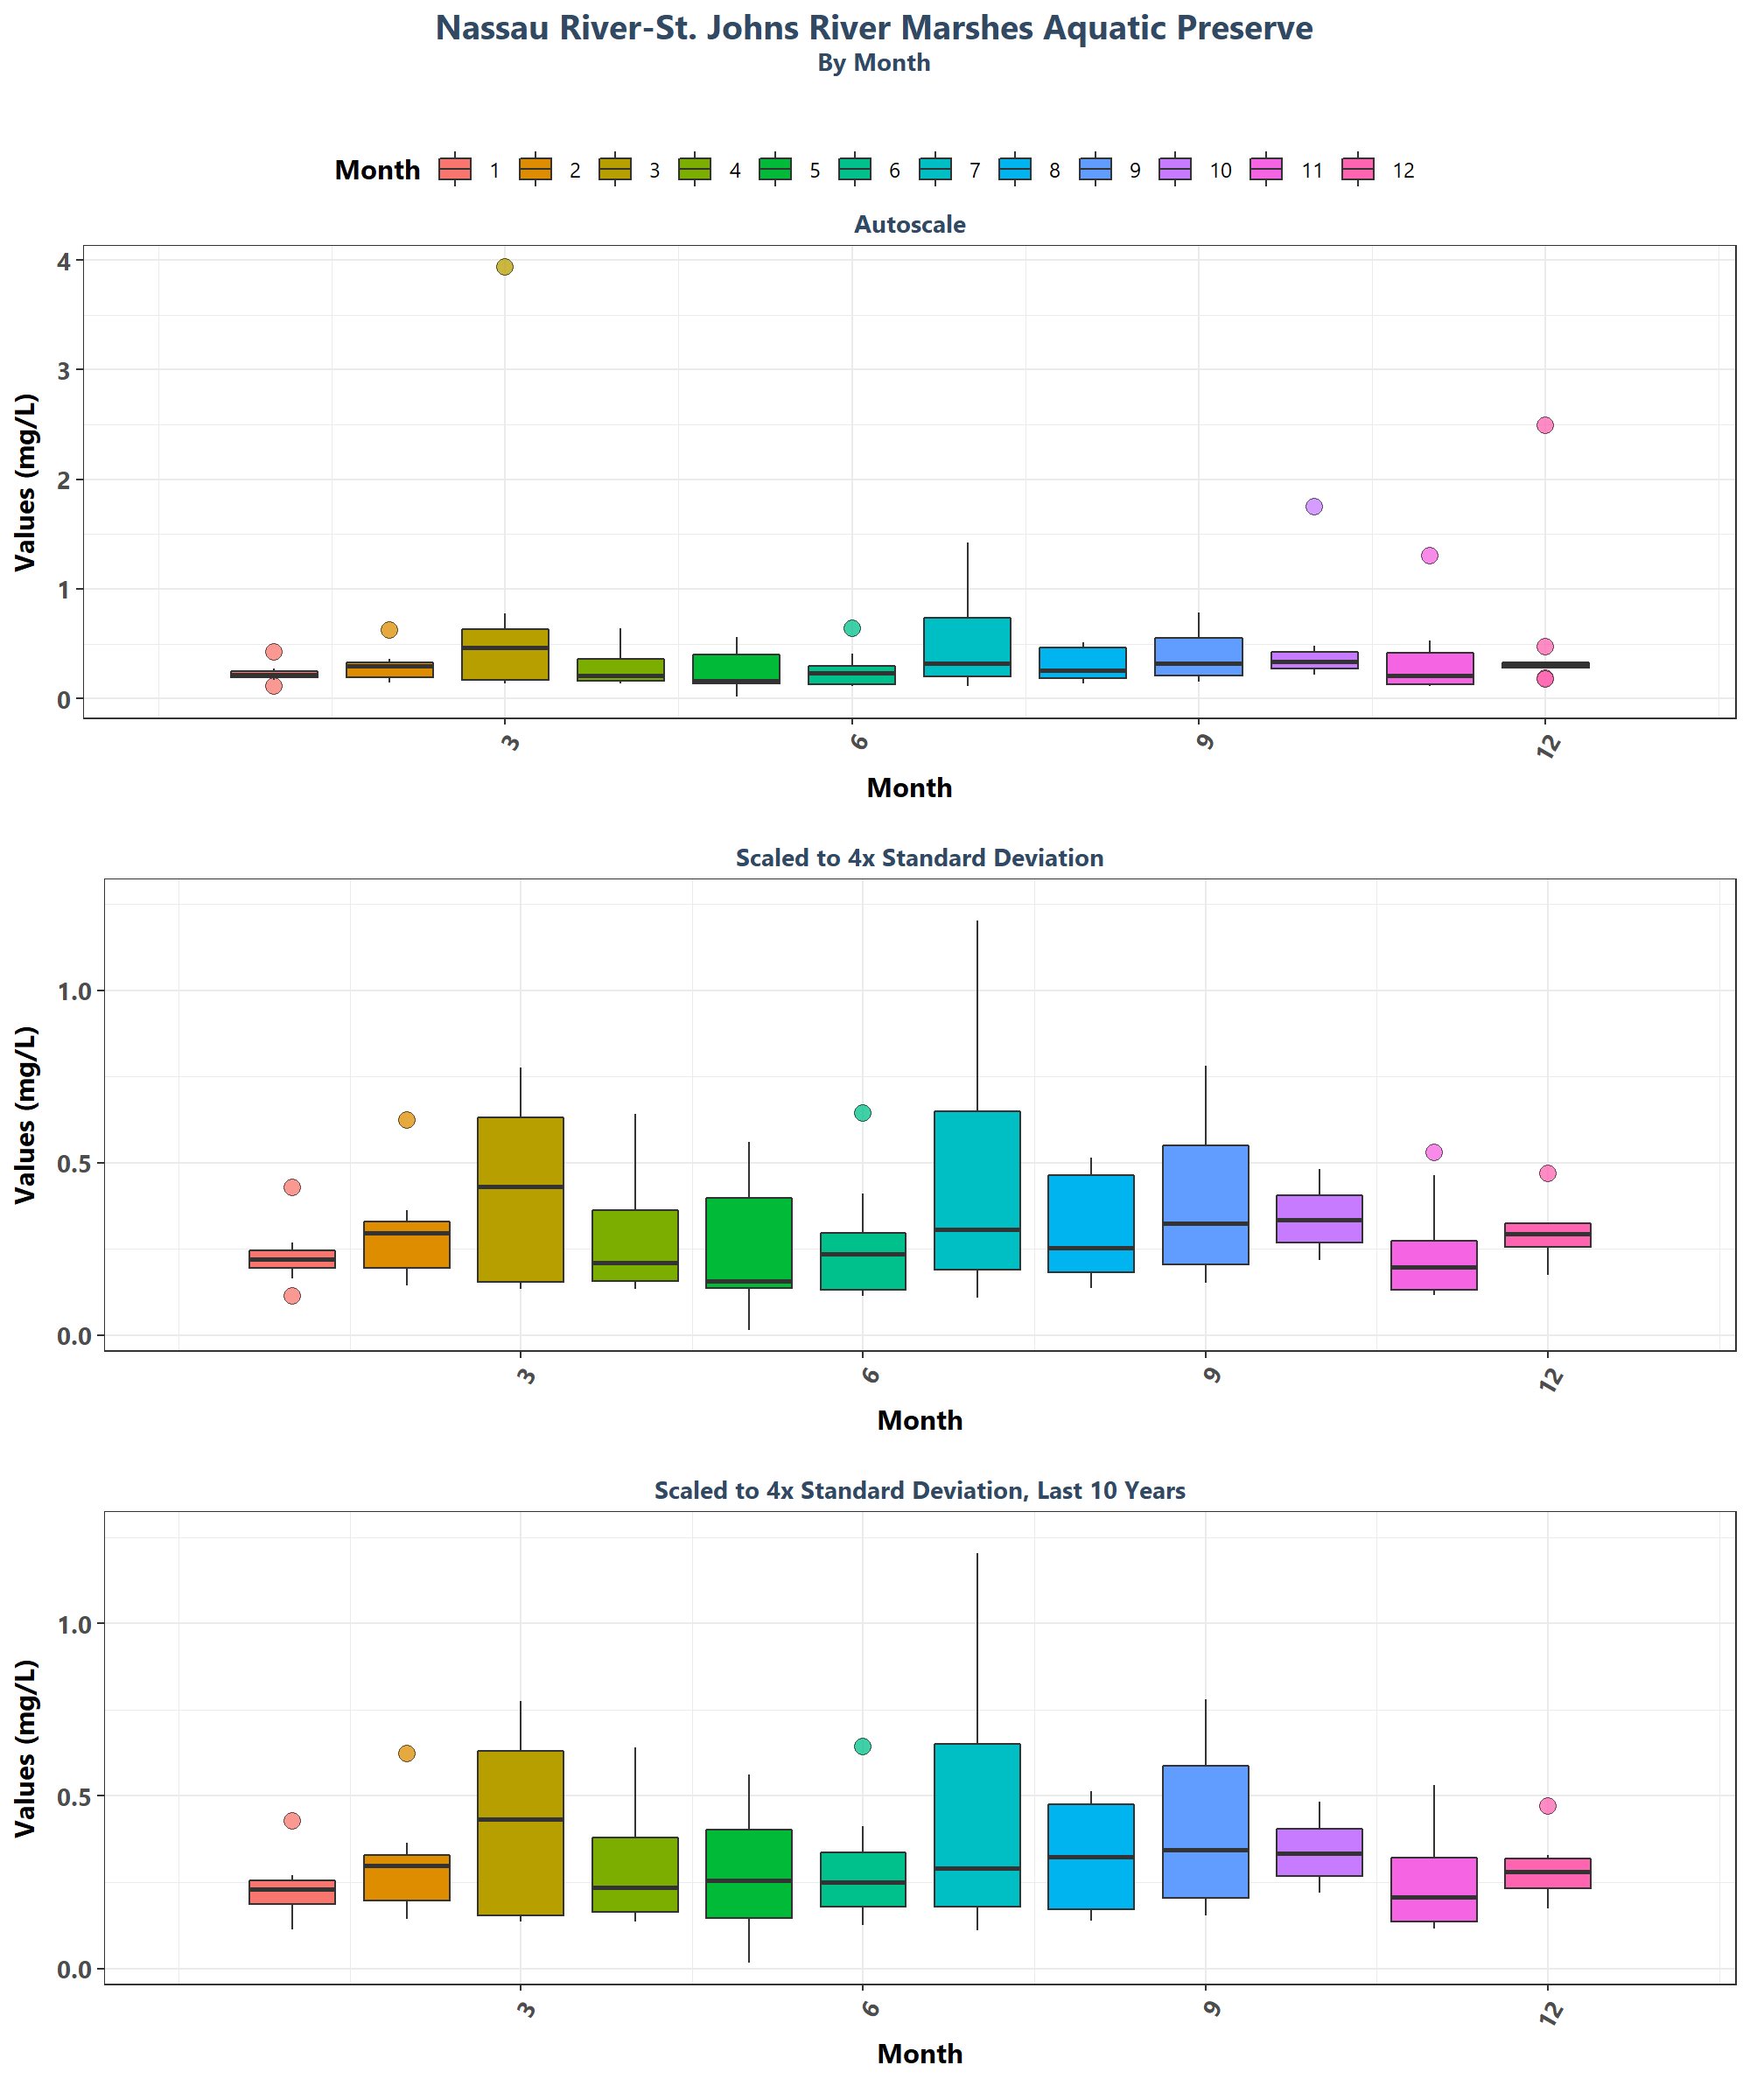 Nassau River-St. Johns River Marshes Aquatic Preserve
By Month
Month 1 2 3 4 5 6 7 8 9 10 11 12
Autoscale
Values (mg/L)
4
3
2
1
0
3 6 9 12
Month
Scaled to 4x Standard Deviation
Values (mg/L)
1.0
0.5
0.0
3 6 9 12
Month
Scaled to 4x Standard Deviation, Last 10 Years
Values (mg/L)
1.0
0.5
0.0
3 6 9 12
Month